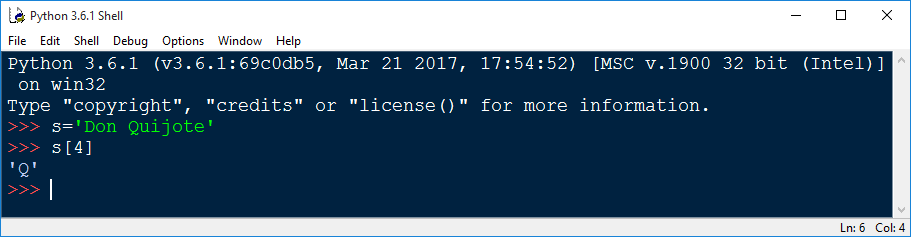 Python 3.6.1 Shell
File Edit Shell Debug Options Window Help
Python 3.6.1 (v3.6.1:69c0db5, Mar 21 2017, 17:54:52) [MSC v.1900 32 bit (Intel)]
 on win32
Type "copyright", "credits" or "license()" for more information.
>>> s='Don Quijote'
>>> s[4]
'Q'
>>>
Ln: 6 Col: 4